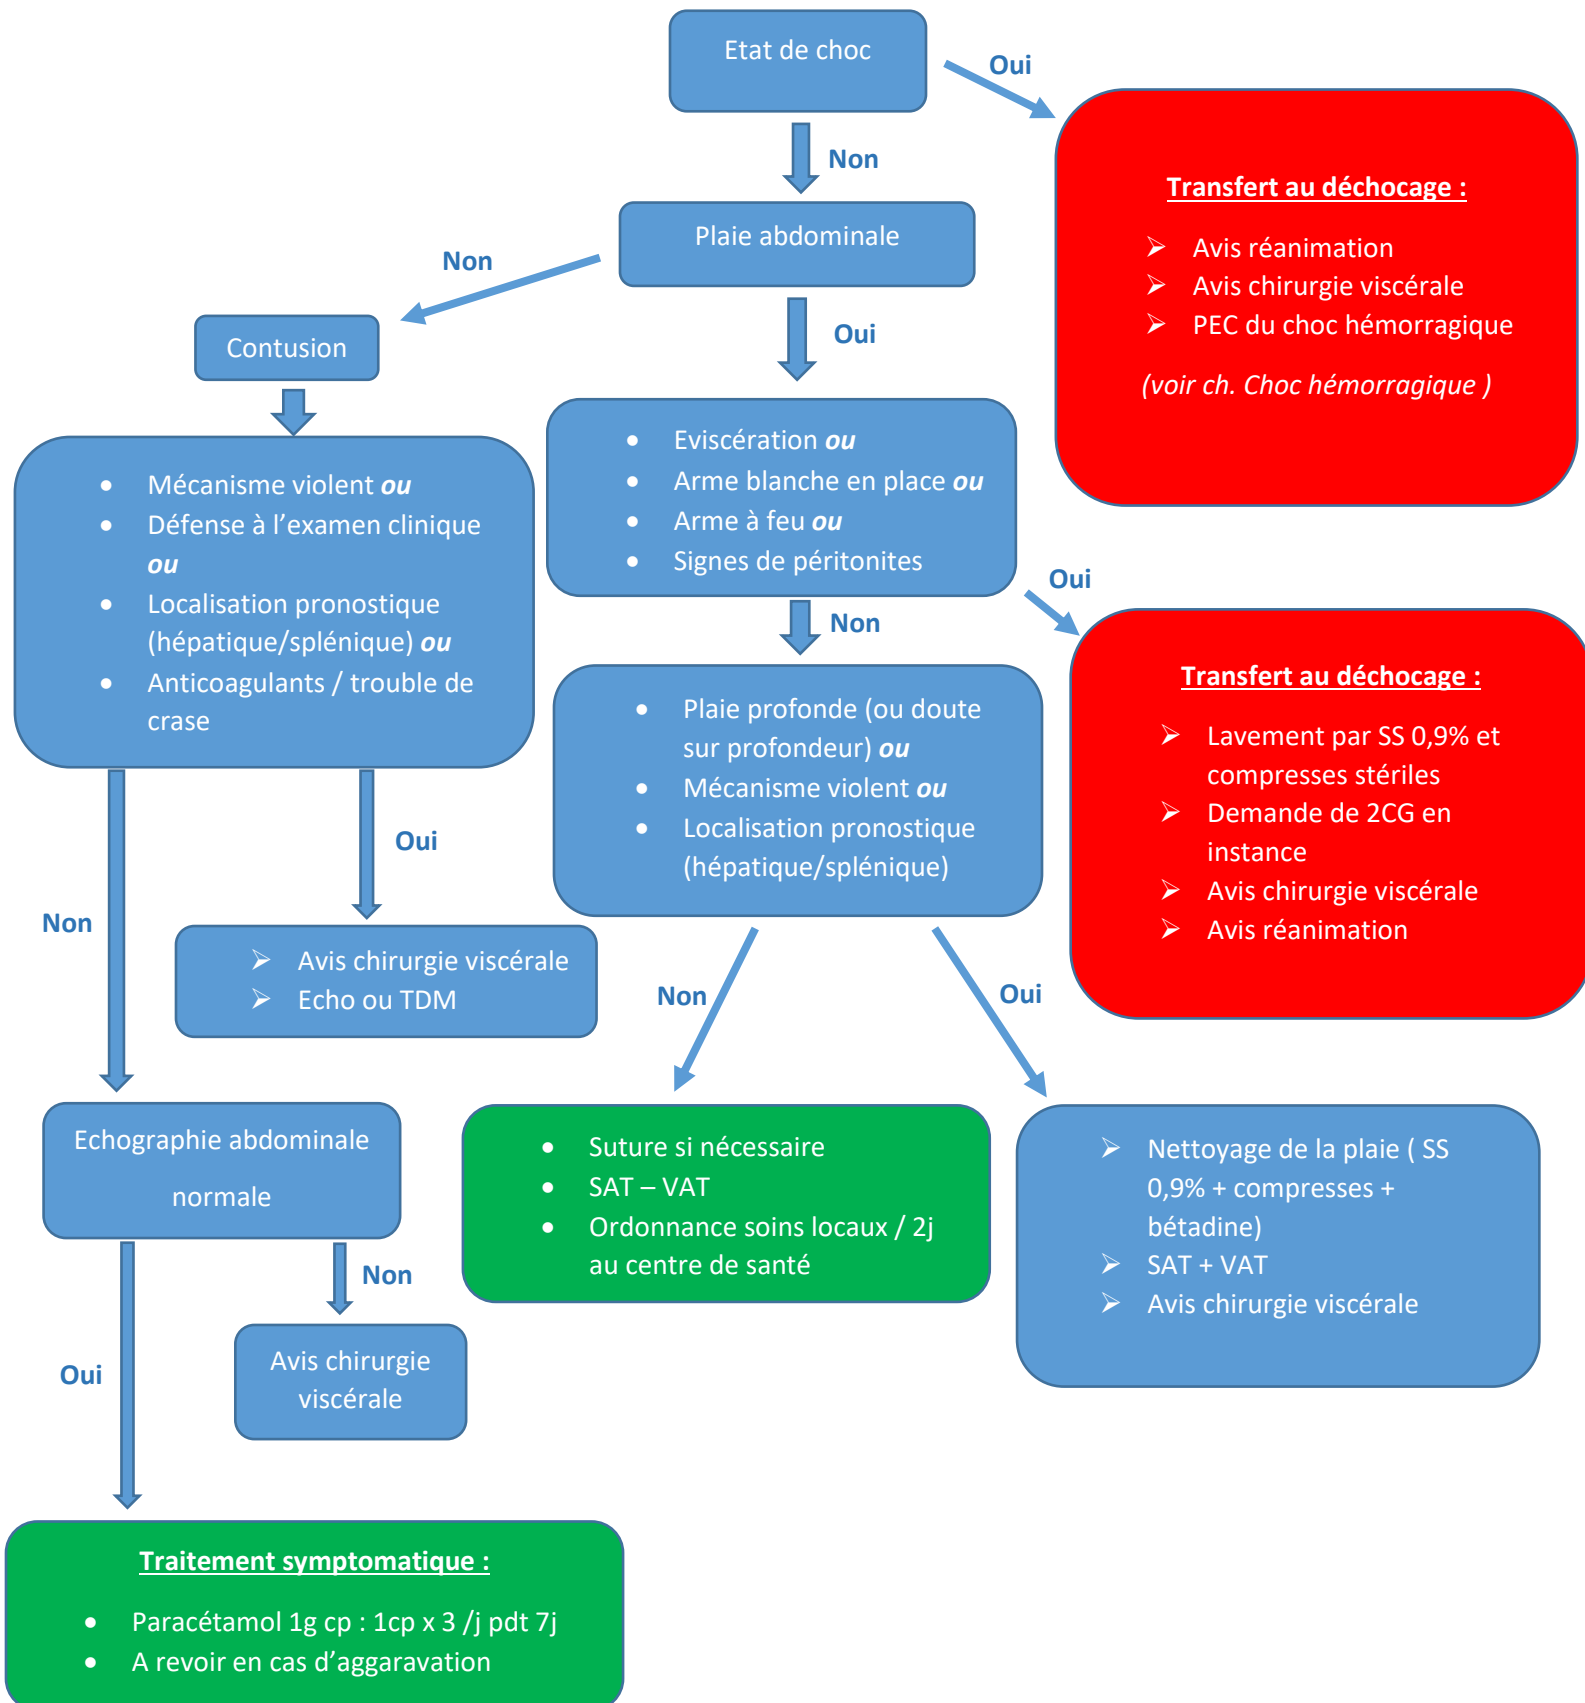 Etat de choc
Oui
Non
Transfert au déchocage :
Avis réanimation
Avis chirurgie viscérale
PEC du choc hémorragique
(voir ch. Choc hémorragique )
Plaie abdominale
Non
Oui
Contusion
Mécanisme violent ou
Défense à l'examen clinique
ou
Localisation pronostique
(hépatique/splénique) ou
Anticoagulants / trouble de
crase
Eviscération ou
Arme blanche en place ou
Arme à feu ou
Signes de péritonites
Oui
Non
Transfert au déchocage :
Lavement par SS 0,9% et
compresses stériles
Demande de 2CG en
instance
Avis chirurgie viscérale
Avis réanimation
Plaie profonde (ou doute
sur profondeur) ou
Mécanisme violent ou
Localisation pronostique
(hépatique/splénique)
Oui
Non
Avis chirurgie viscérale
Echo ou TDM
Non
Oui
Echographie abdominale
normale
Suture si nécessaire
SAT – VAT
Ordonnance soins locaux / 2j
au centre de santé
Nettoyage de la plaie ( SS
0,9% + compresses +
bétadine)
SAT + VAT
Avis chirurgie viscérale
Non
Oui
Avis chirurgie
viscérale
Traitement symptomatique :
Paracétamol 1g cp : 1cp x 3 /j pdt 7j
A revoir en cas d'aggaravation